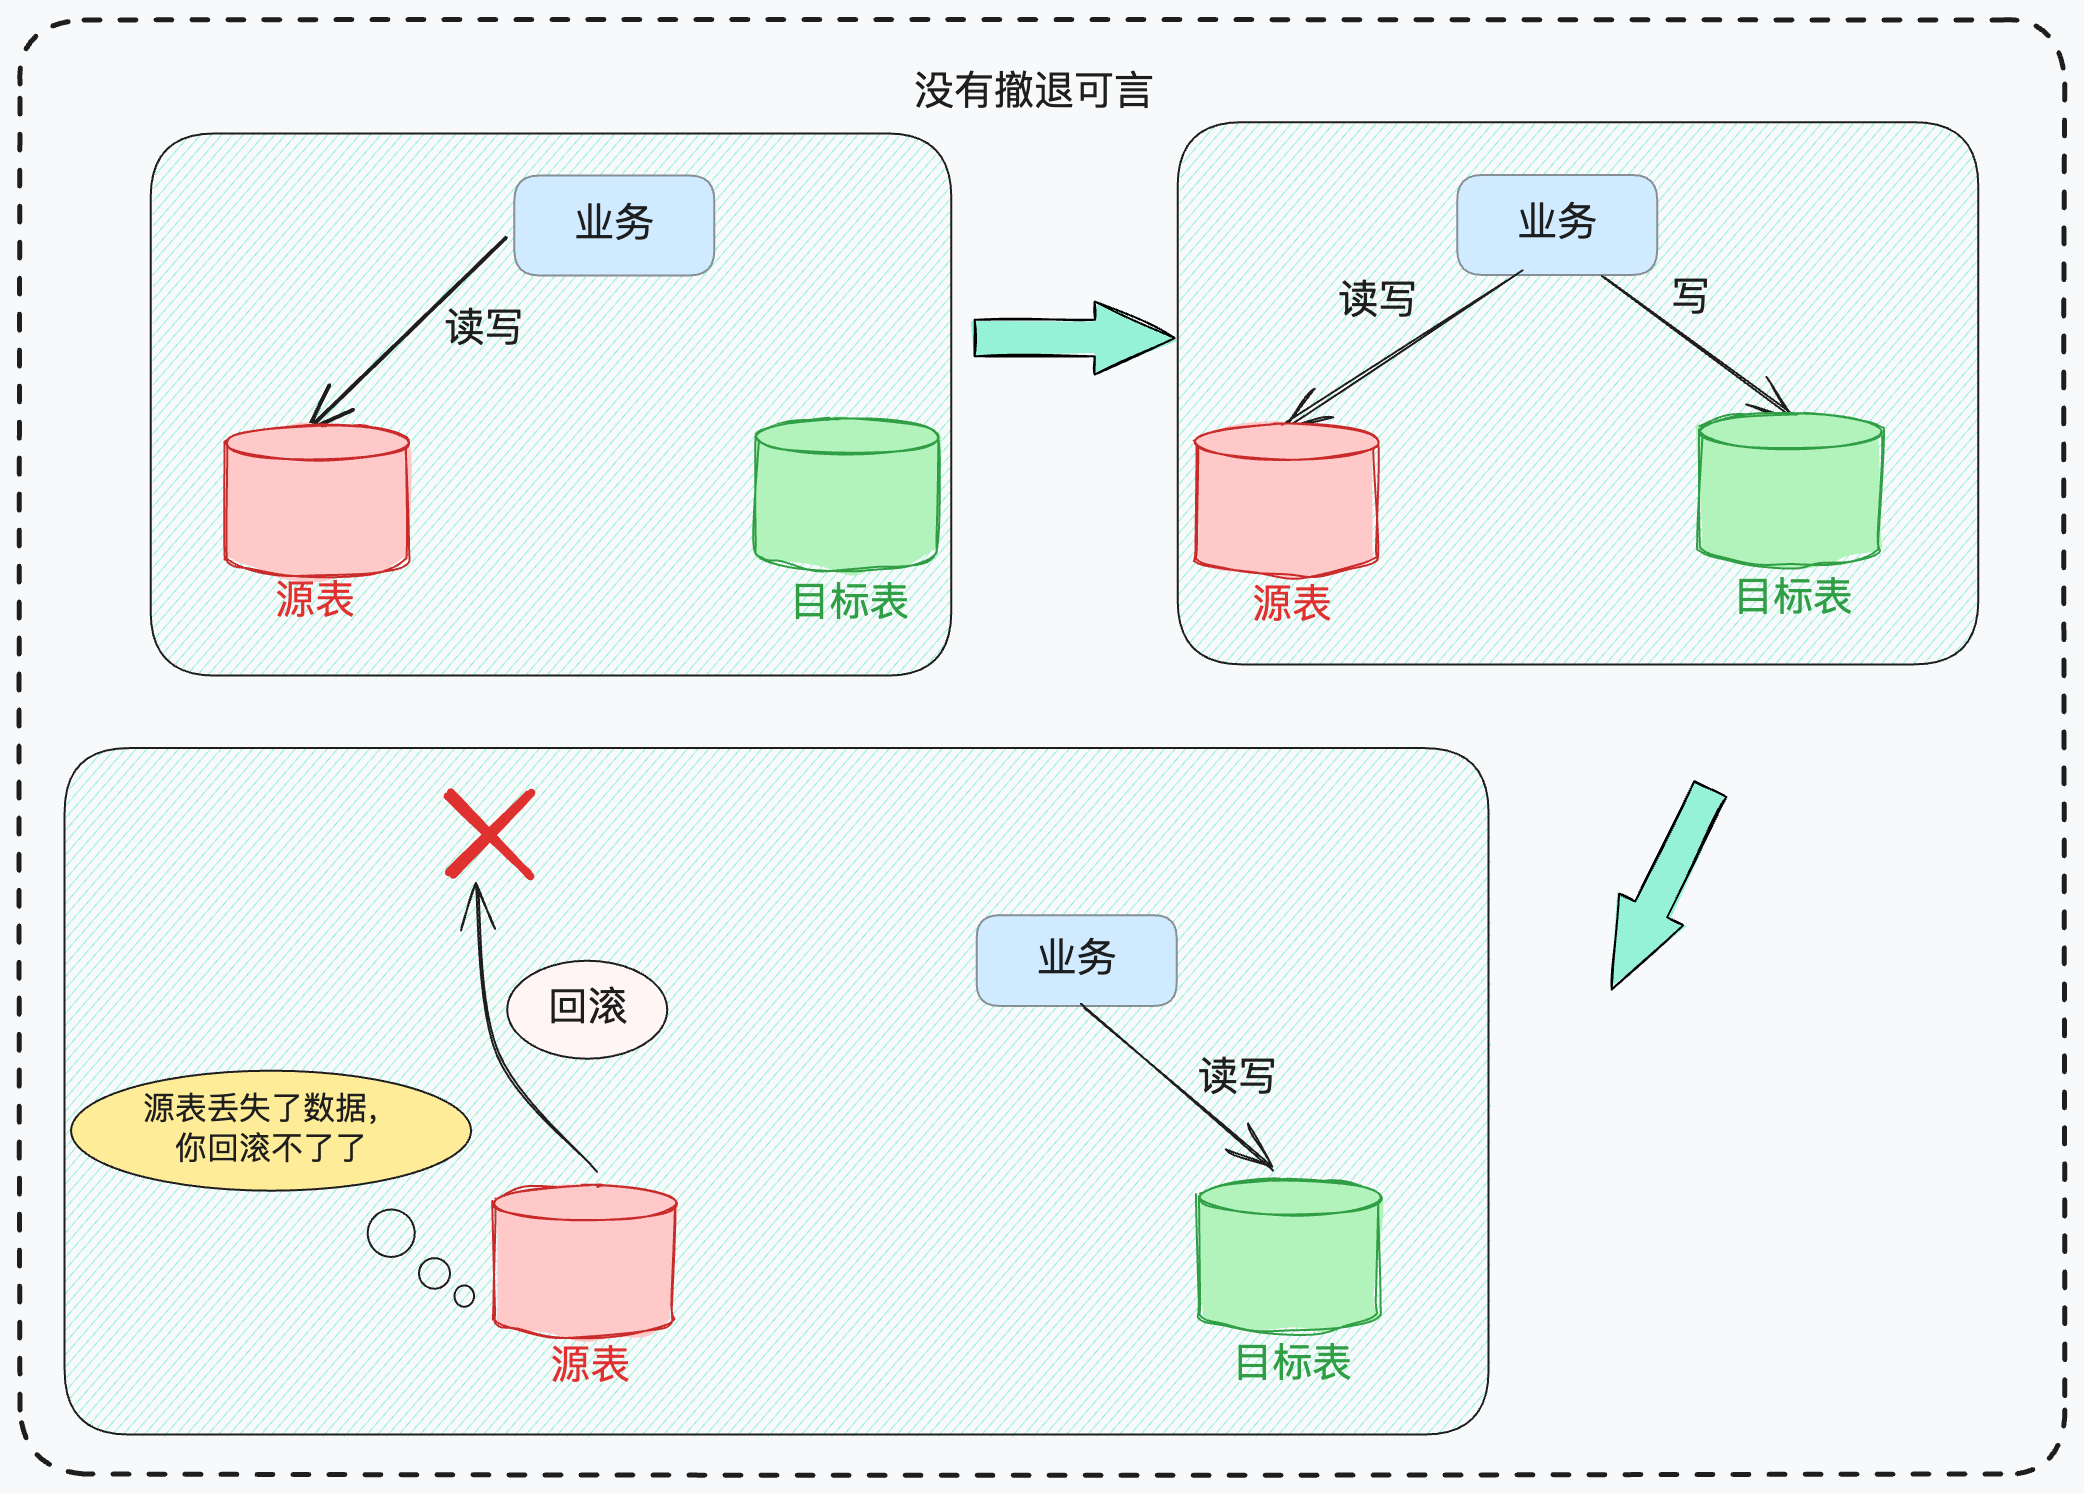 没有撤退可言
业务
读写
源表
目标表
业务
读写
写
源表
目标表
回滚
源表丢失了数据，
你回滚不了了
源表
业务
读写
目标表